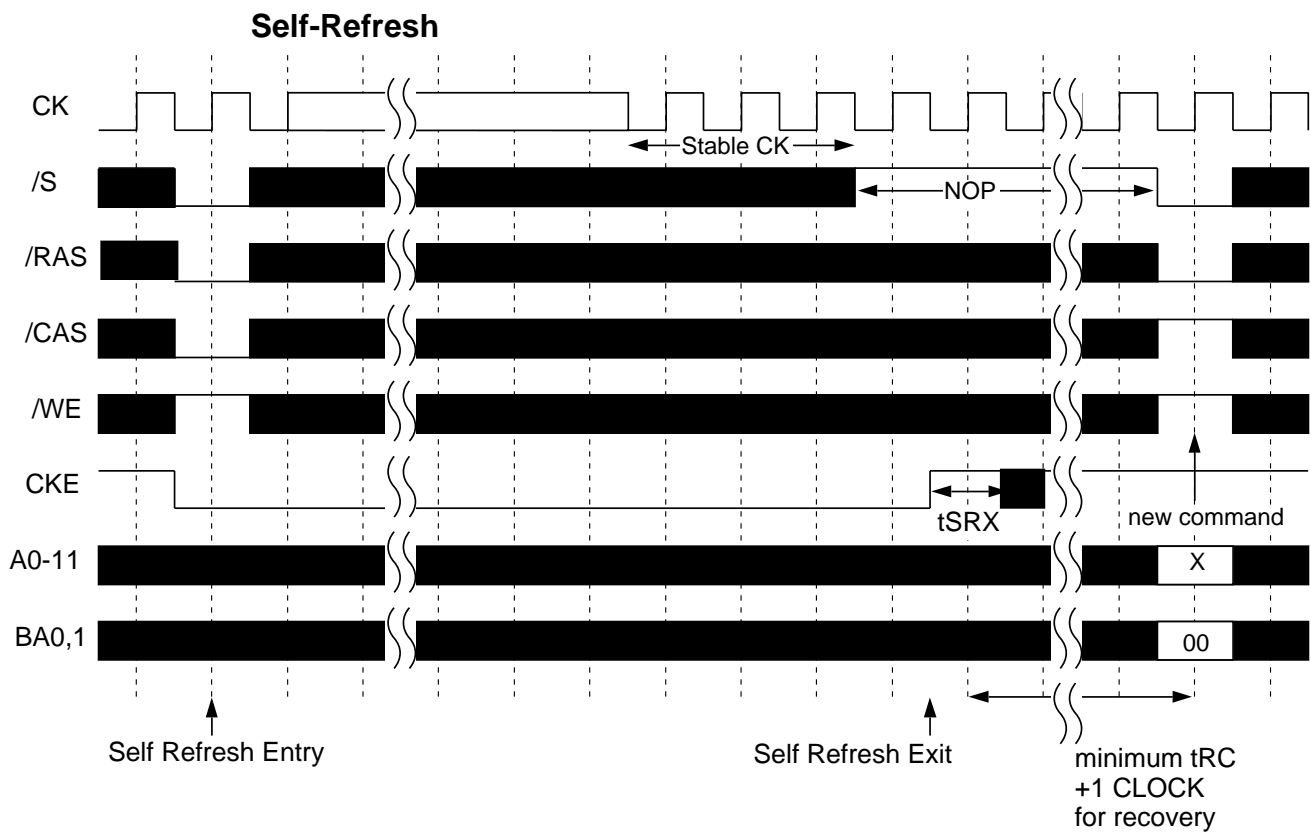 Self-Refresh
CK
Stable CK
/S
NOP
/RAS
/CAS
/WE
CKE
tSRX
new command
A0-11
X
BA0,1
00
Self Refresh Entry
Self Refresh Exit
minimum tRC
+1 CLOCK
for recovery